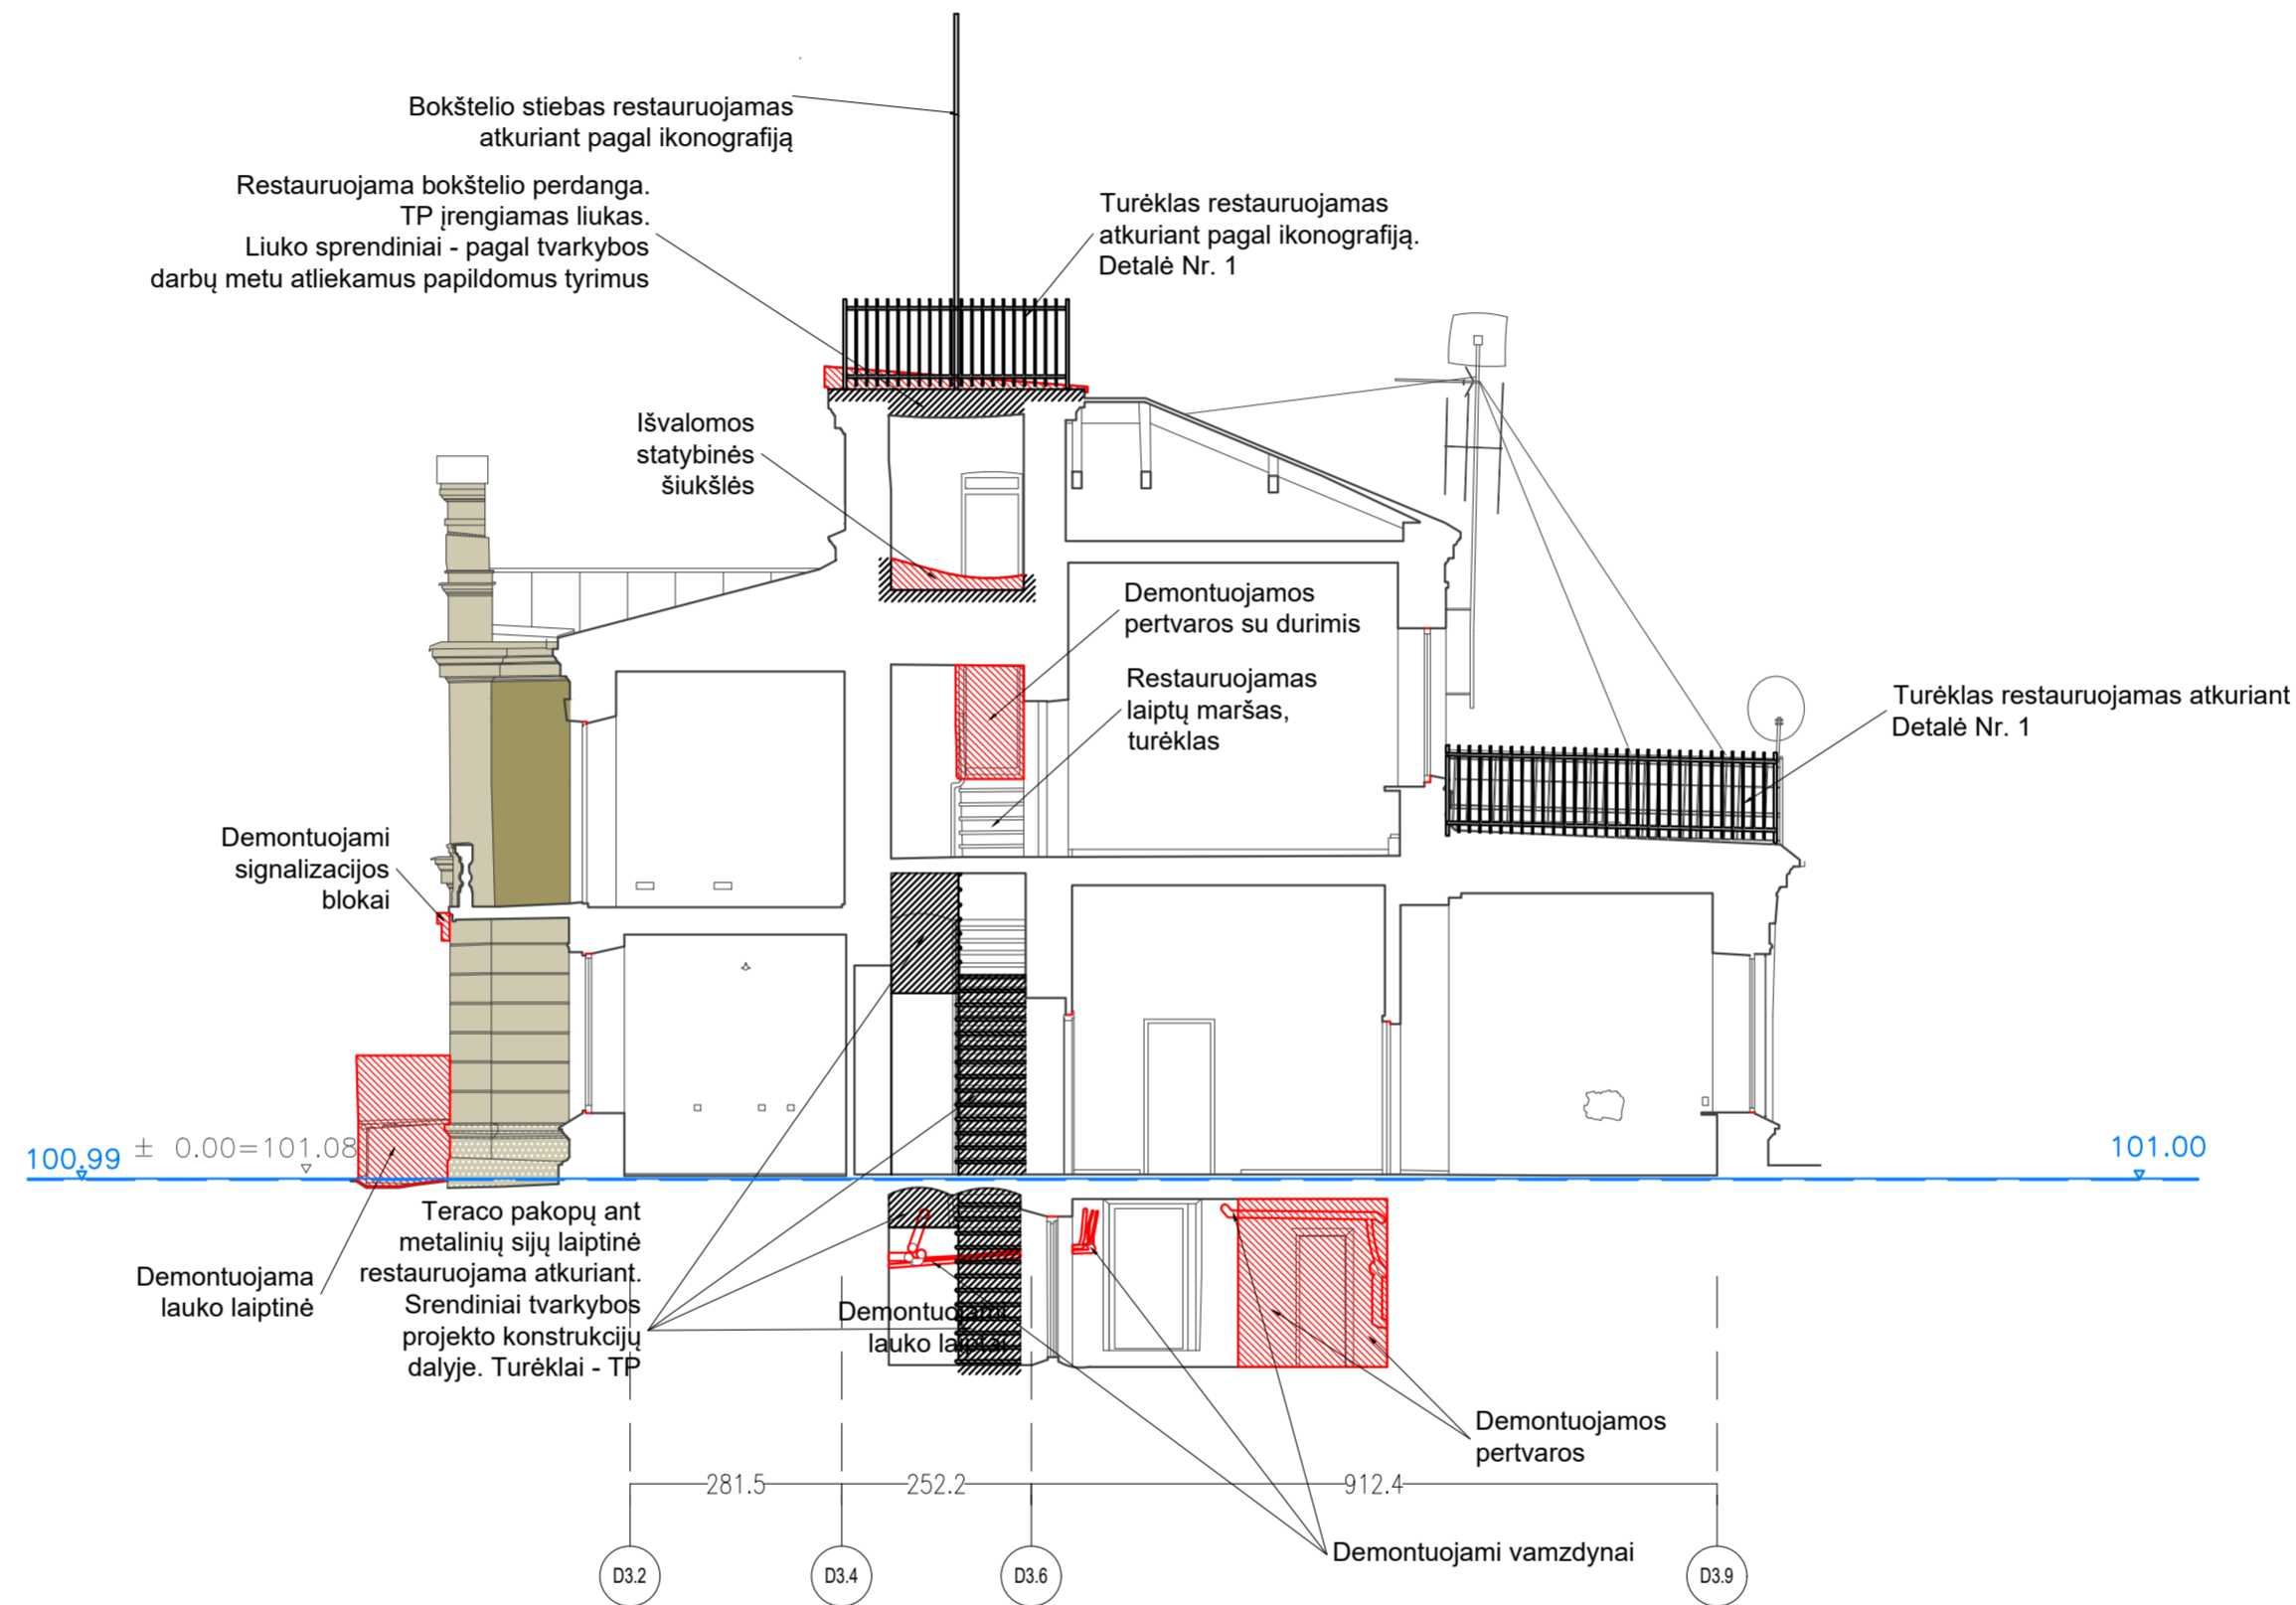 Bokštelio stiebas restauruojamas
atkuriant pagal ikonografiją
Restauruojama bokštelio perdanga.
TP įrengiamas liukas.
Liuko sprendiniai - pagal tvarkybos
darbų metu atliekamus papildomus tyrimus
Turėklas restauruojamas
atkuriant pagal ikonografiją.
Detalė Nr. 1
Išvalomos
statybinės
šiukšlės
Demontuojamos
pertvaros su durimis
Restauruojamas
laiptų maršas,
turėklas
Turėklas restauruojamas atkuriant
Detalė Nr. 1
Demontuojami
signalizacijos
blokai
100.99
± 0.00=101.08
101.00
Teraco pakopų ant
metalinių sijų laiptinė
restauruojama atkuriant.
Srendiniai tvarkybos
projekto konstrukcijų
dalyje. Turėklai - TP
Demontuojama
lauko laiptinė
Demontuojami
lauko laiptai
Demontuojamos
pertvaros
281.5
252.2
912.4
Demontuojami vamzdynai
D3.2
D3.4
D3.6
D3.9